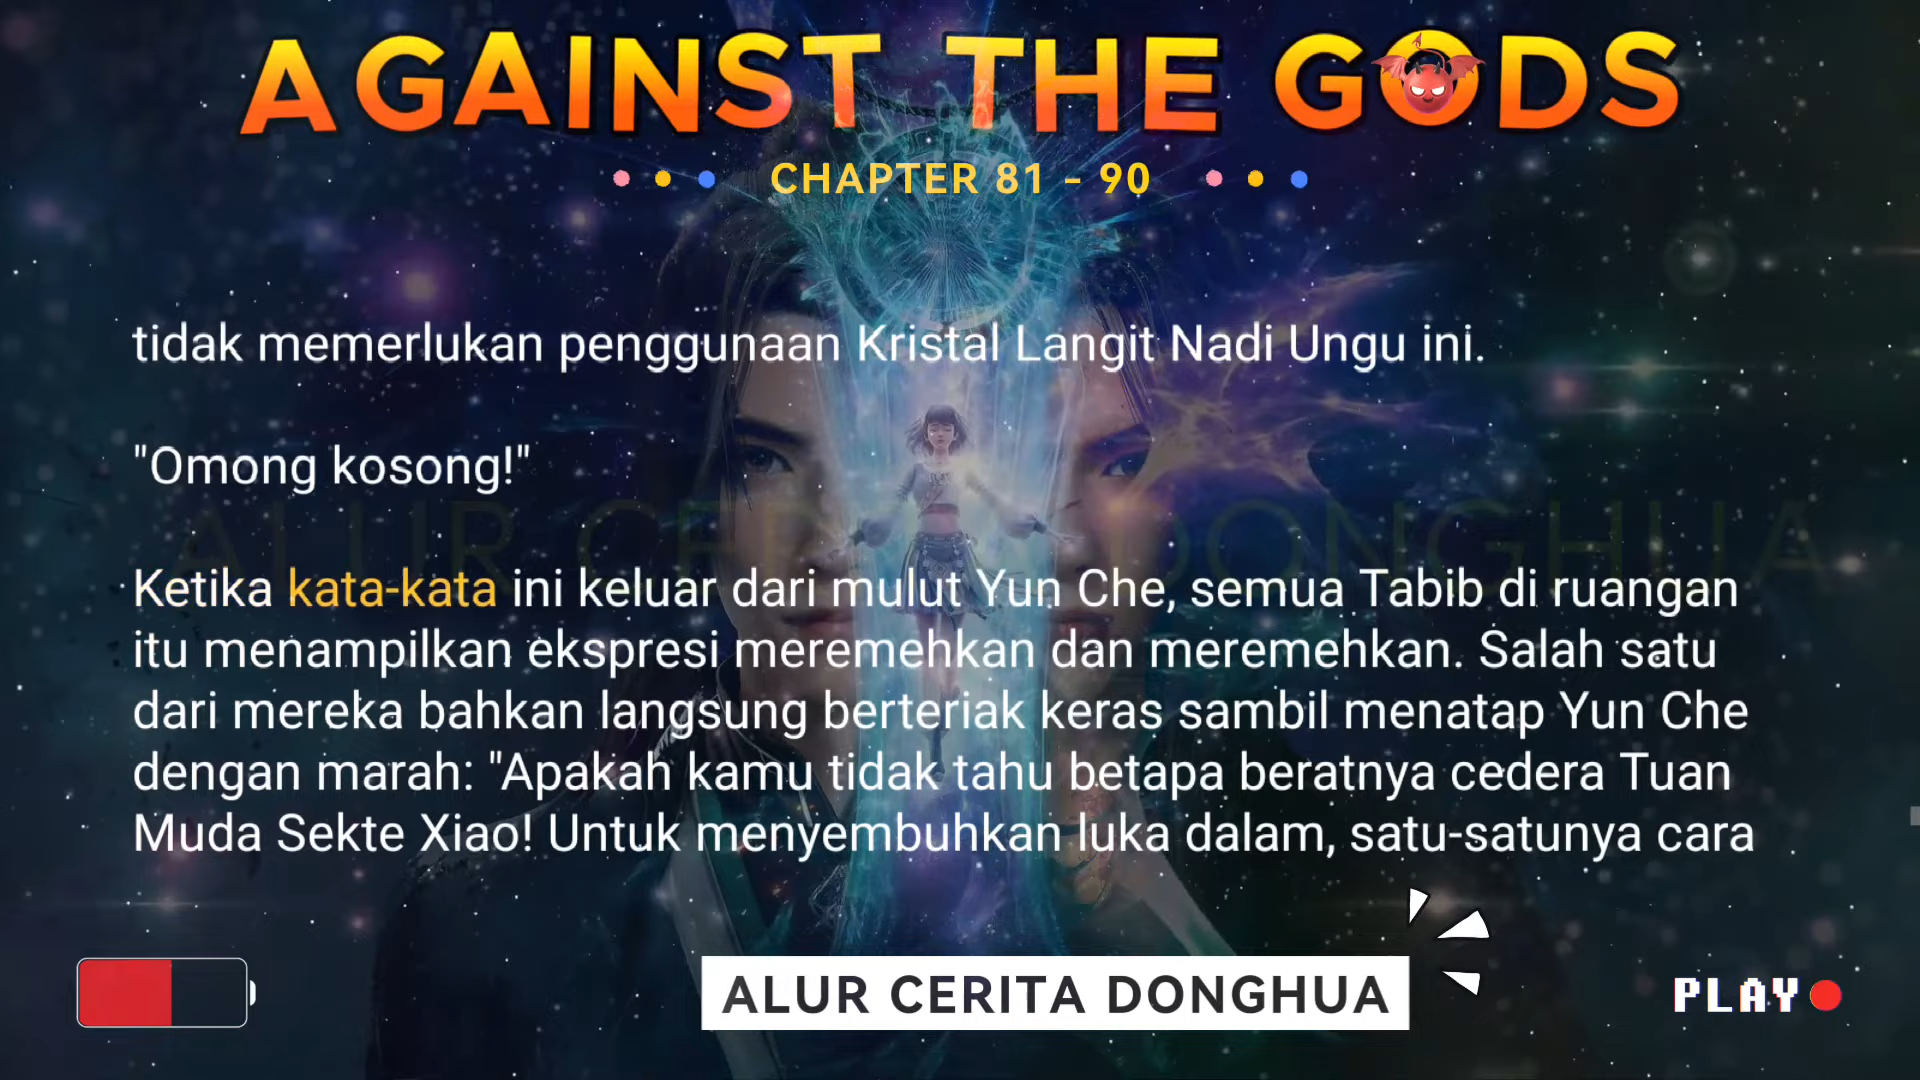 AGAINST THE GODS
CHAPTER 81 - 90
tidak memerlukan penggunaan Kristal Langit Nadi Ungu ini.
"Omong kosong!"
ALUR CERITA DONGHUA
Ketika kata-kata ini keluar dari mulut Yun Che, semua Tabib di ruangan
itu menampilkan ekspresi meremehkan dan meremehkan. Salah satu
dari mereka bahkan langsung berteriak keras sambil menatap Yun Che
dengan marah: "Apakah kamu tidak tahu betapa beratnya cedera Tuan
Muda Sekte Xiao! Untuk menyembuhkan luka dalam, satu-satunya cara
ALUR CERITA DONGHUA
PLAY